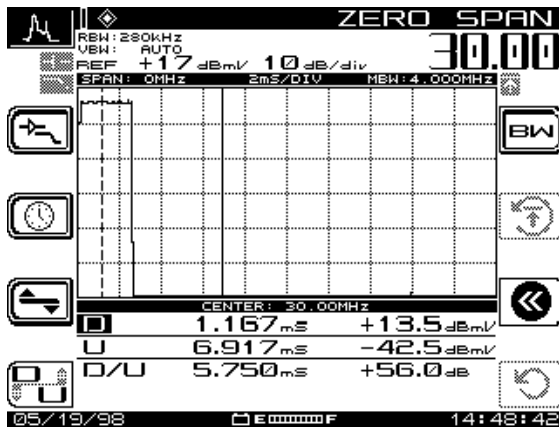 ZERO SPAN
RBW:280kHz
VBW: AUTO
REF +17 dBmV 10 dB/div
30.00
SPAN: 0MHz 2mS/DIV MBW:4.000MHz
BW
CENTER: 30.00MHz
D 1.167mS +13.5dBmV
U 6.917mS -42.5dBmV
D/U 5.750mS +56.0dB
D
U
05/19/98 E F 14:48:42